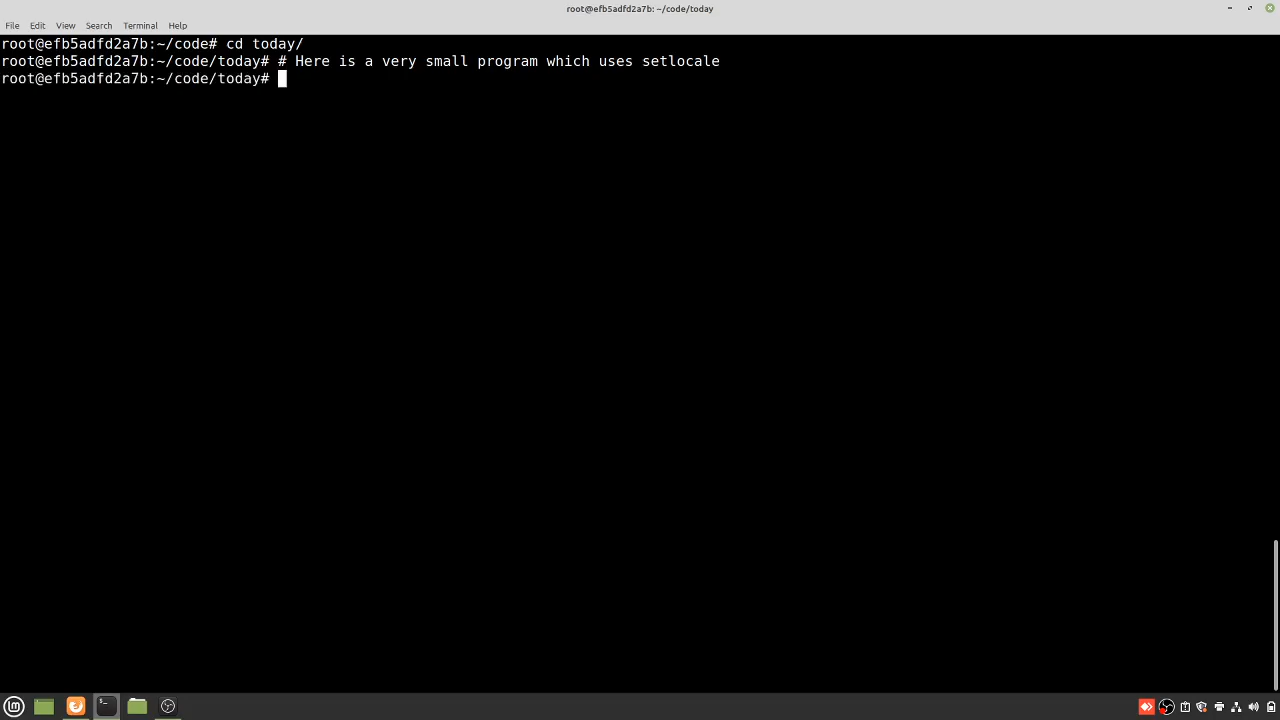 root@efb5adfd2a7b: ~/code/today
File Edit View Search Terminal Help
root@efb5adfd2a7b:~/code# cd today/
root@efb5adfd2a7b:~/code/today# # Here is a very small program which uses setlocale
root@efb5adfd2a7b:~/code/today#